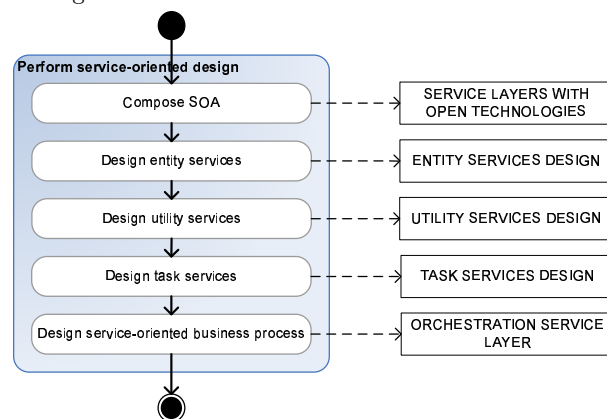 Perform service-oriented design
Compose SOA
SERVICE LAYERS WITH
OPEN TECHNOLOGIES
Design entity services
ENTITY SERVICES DESIGN
Design utility services
UTILITY SERVICES DESIGN
Design task services
TASK SERVICES DESIGN
Design service-oriented business process
ORCHESTRATION SERVICE
LAYER